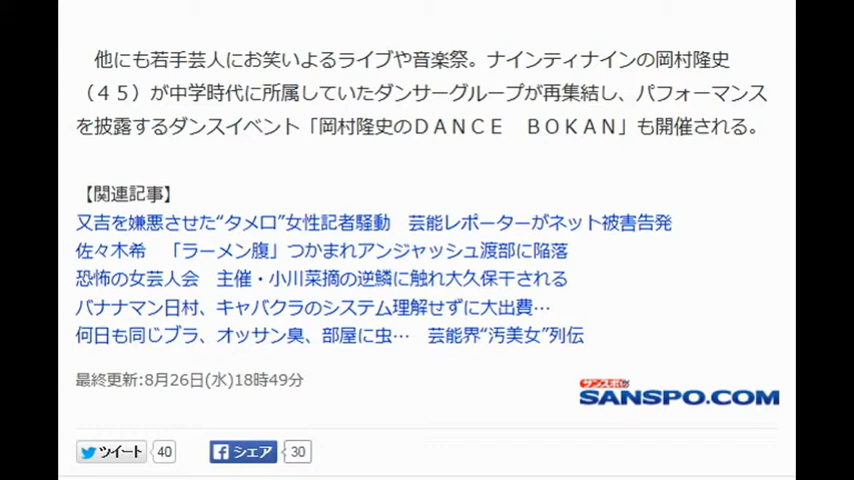 他にも若手芸人にお笑いよるライブや音楽祭。ナインティナインの岡村隆史
（４５）が中学時代に所属していたダンサーグループが再集結し、パフォーマンス
を披露するダンスイベント「岡村隆史のＤＡＮＣＥ　ＢＯＫＡＮ」も開催される。
【関連記事】
又吉を嫌悪させた“タメ口”女性記者騒動　芸能レポーターがネット被害告発
佐々木希　「ラーメン腹」つかまれアンジャッシュ渡部に陥落
恐怖の女芸人会　主催・小川菜摘の逆鱗に触れ大久保干される
バナナマン日村、キャバクラのシステム理解せずに大出費…
何日も同じブラ、オッサン臭、部屋に虫…　芸能界“汚美女”列伝
最終更新:8月26日(水)18時49分
サンスポ
SANSPO.COM
ツイート 40 シェア 30